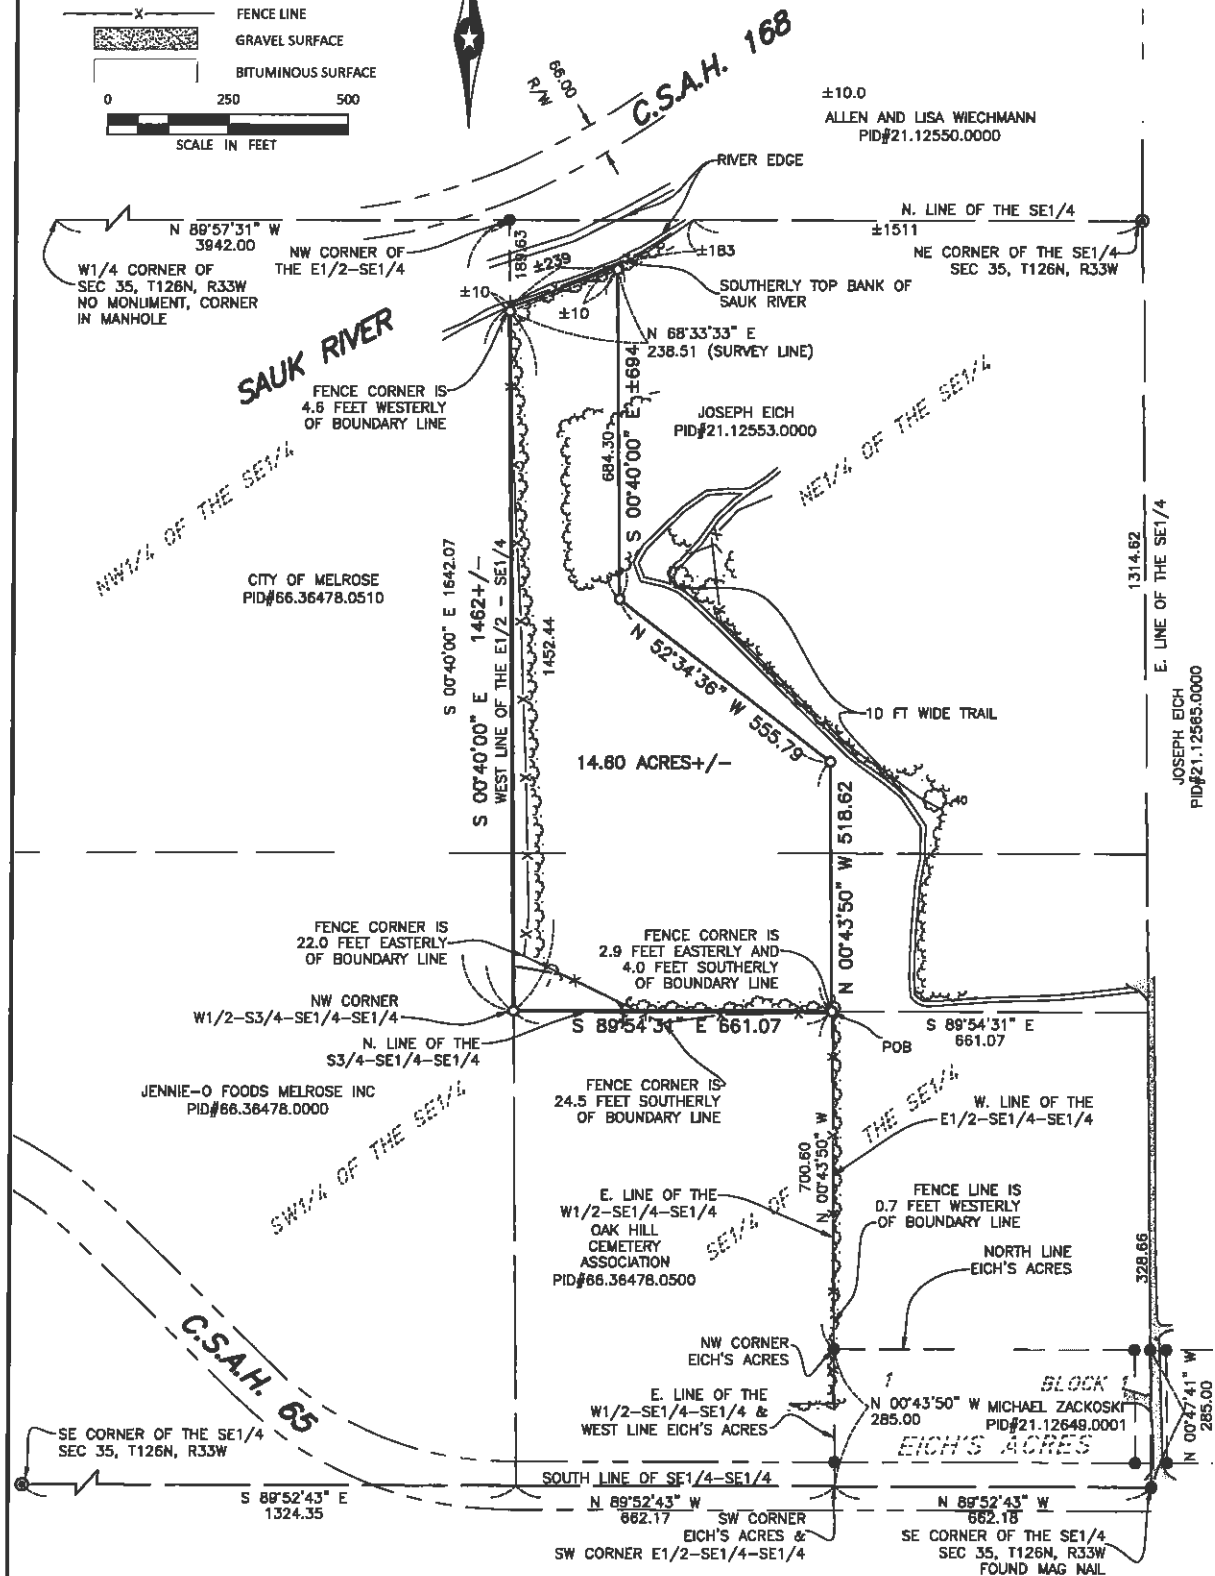 FENCE LINE
GRAVEL SURFACE
BITUMINOUS SURFACE
0 250 500
SCALE IN FEET
66.00
R/W
C.S.A.H. 168
±10.0
ALLEN AND LISA WIECHMANN
PID#21.12550.0000
RIVER EDGE
N 89°57'31" W
3942.00
W1/4 CORNER OF
SEC 35, T126N, R33W
NO MONUMENT, CORNER
IN MANHOLE
NW CORNER OF
THE E1/2-SE1/4
189.63
±239
±183
N. LINE OF THE SE1/4
±1511
NE CORNER OF THE SE1/4
SEC 35, T126N, R33W
SOUTHERLY TOP BANK OF
SAUK RIVER
±10
±10
N 68°33'33" E
238.51 (SURVEY LINE)
SAUK RIVER
FENCE CORNER IS
4.6 FEET WESTERLY
OF BOUNDARY LINE
684.30
S 00°40'00" E ±694
JOSEPH EICH
PID#21.12553.0000
NW1/4 OF THE SE1/4
NE1/4 OF THE SE1/4
CITY OF MELROSE
PID#66.36478.0510
S 00°40'00" E 1642.07
S 00°40'00" E 1462+/-
WEST LINE OF THE E1/2 - SE1/4
1452.44
N 52°34'36" W 555.79
10 FT WIDE TRAIL
1314.62
E. LINE OF THE SE1/4
JOSEPH EICH
PID#21.12565.0000
14.60 ACRES+/-
40
N 00°43'50" W 518.62
FENCE CORNER IS
22.0 FEET EASTERLY
OF BOUNDARY LINE
FENCE CORNER IS
2.9 FEET EASTERLY AND
4.0 FEET SOUTHERLY
OF BOUNDARY LINE
NW CORNER
W1/2-S3/4-SE1/4-SE1/4
S 89°54'31" E 661.07
POB
S 89°54'31" E
661.07
N. LINE OF THE
S3/4-SE1/4-SE1/4
JENNIE-O FOODS MELROSE INC
PID#66.36478.0000
FENCE CORNER IS
24.5 FEET SOUTHERLY
OF BOUNDARY LINE
SW1/4 OF THE SE1/4
SE1/4 OF THE SE1/4
W. LINE OF THE
E1/2-SE1/4-SE1/4
700.60
N 00°43'50" W
E. LINE OF THE
W1/2-SE1/4-SE1/4
OAK HILL
CEMETERY
ASSOCIATION
PID#66.36478.0500
FENCE LINE IS
0.7 FEET WESTERLY
OF BOUNDARY LINE
NORTH LINE
EICH'S ACRES
328.66
C.S.A.H. 65
NW CORNER
EICH'S ACRES
E. LINE OF THE
W1/2-SE1/4-SE1/4 &
WEST LINE EICH'S ACRES
1
N 00°43'50" W
285.00
BLOCK 1
MICHAEL ZACKOSKI
PID#21.12649.0001
EICH'S ACRES
N 00°47'41" W
285.00
SE CORNER OF THE SE1/4
SEC 35, T126N, R33W
SOUTH LINE OF SE1/4-SE1/4
S 89°52'43" E
1324.35
N 89°52'43" W
662.17
SW CORNER
EICH'S ACRES &
SW CORNER E1/2-SE1/4-SE1/4
N 89°52'43" W
662.18
SE CORNER OF THE SE1/4
SEC 35, T126N, R33W
FOUND MAG NAIL